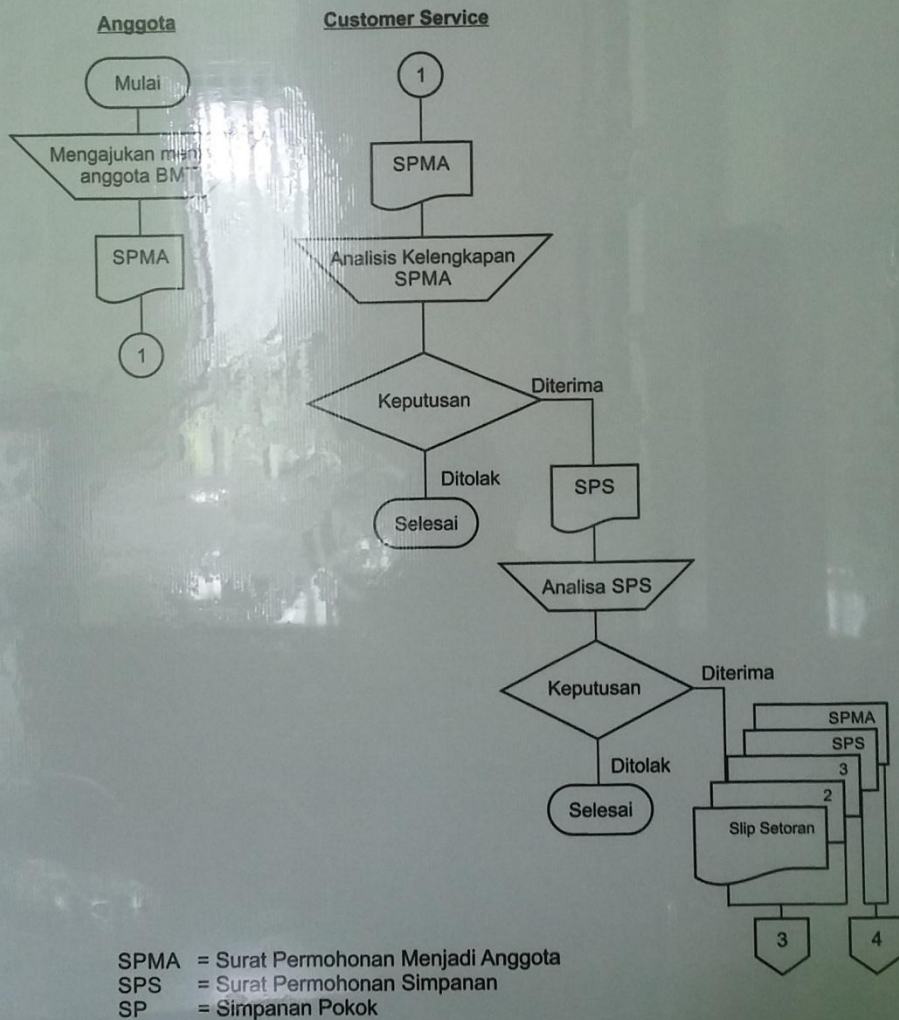 Anggota
Customer Service
Mulai
Mengajukan
anggota
SPMA
1
1
SPMA
Analisis Kelengkapan
SPMA
Keputusan
Diterima
Ditolak
Selesai
SPS
Analisa SPS
Keputusan
Diterima
Ditolak
Selesai
SPMA
SPS
3
2
Slip Setoran
3
4
SPMA = Surat Permohonan Menjadi Anggota
SPS = Surat Permohonan Simpanan
SP = Simpanan Pokok